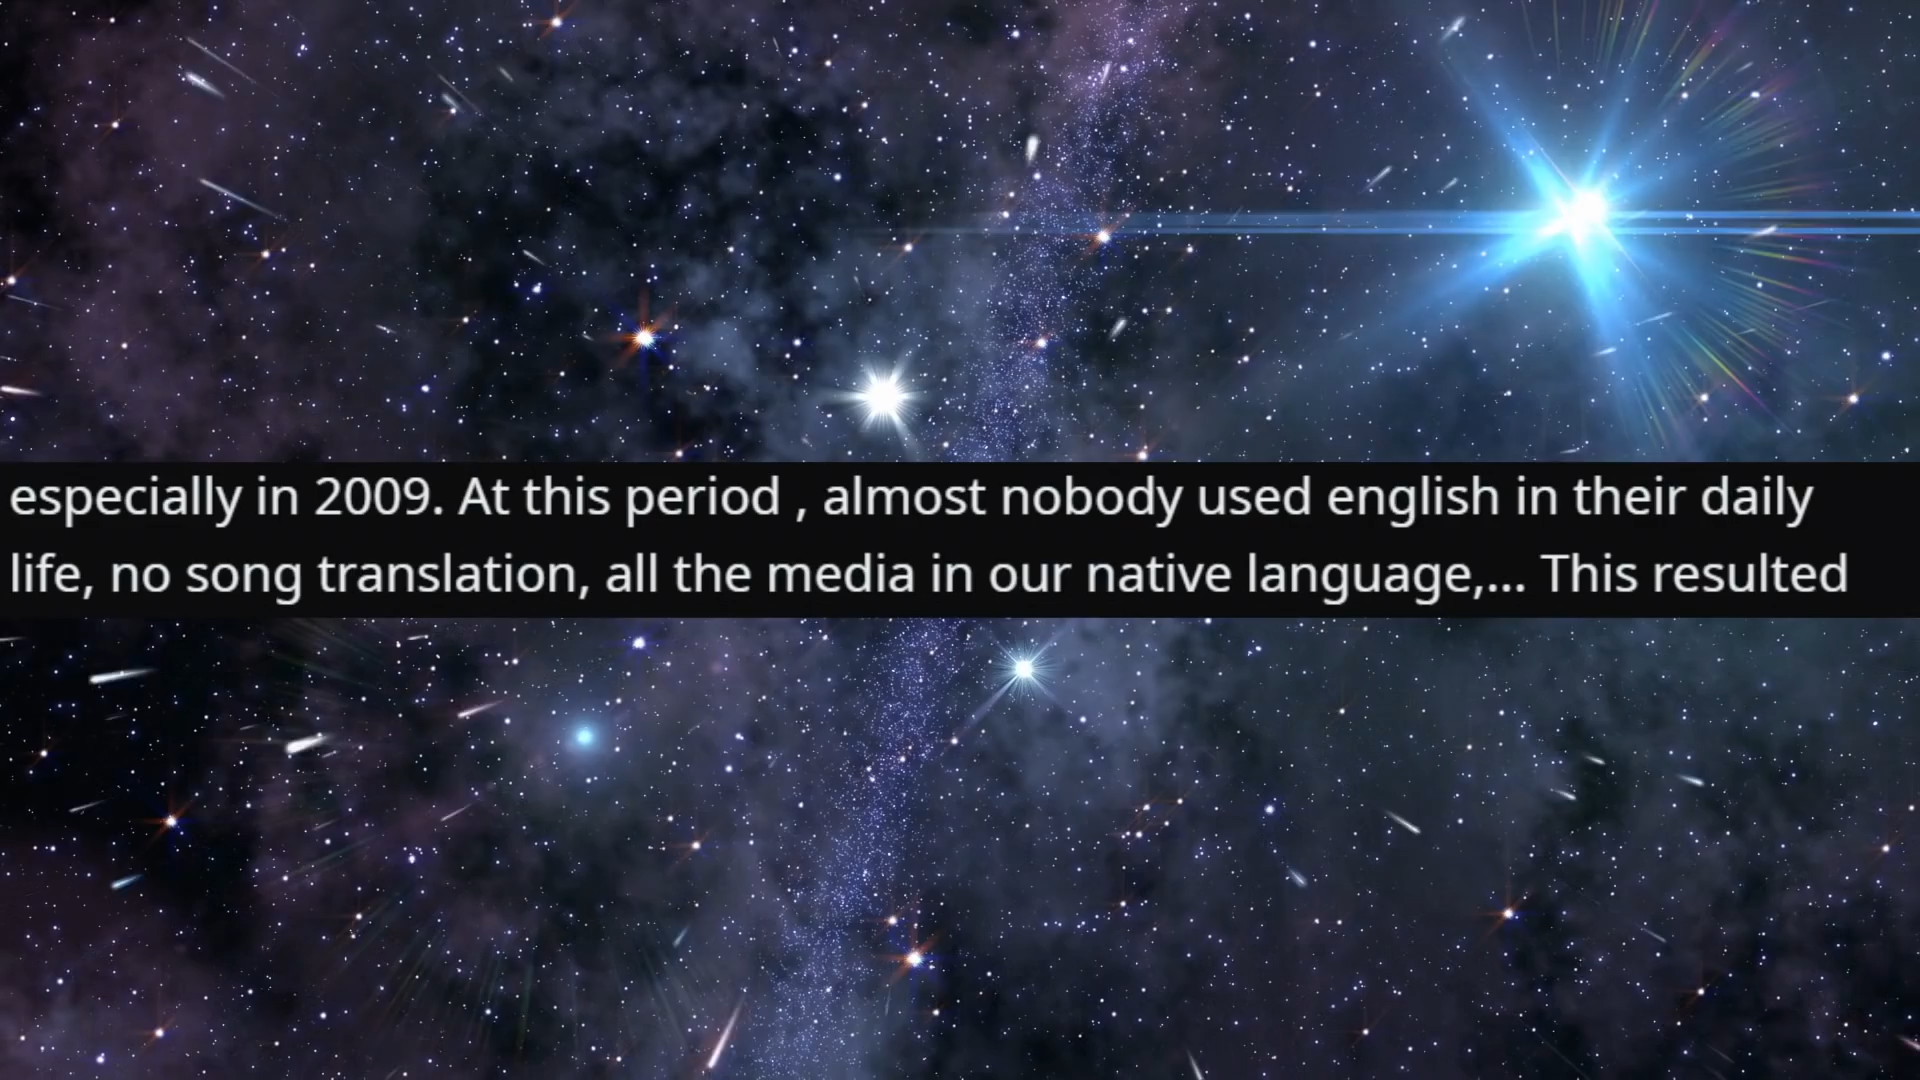 especially in 2009. At this period , almost nobody used english in their daily
life, no song translation, all the media in our native language,... This resulted